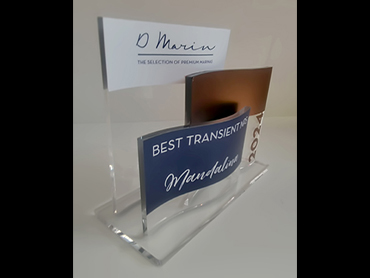 D Marin
THE SELECTION OF PREMIUM MARINAS
BEST TRANSIENT
Mandalina
2024